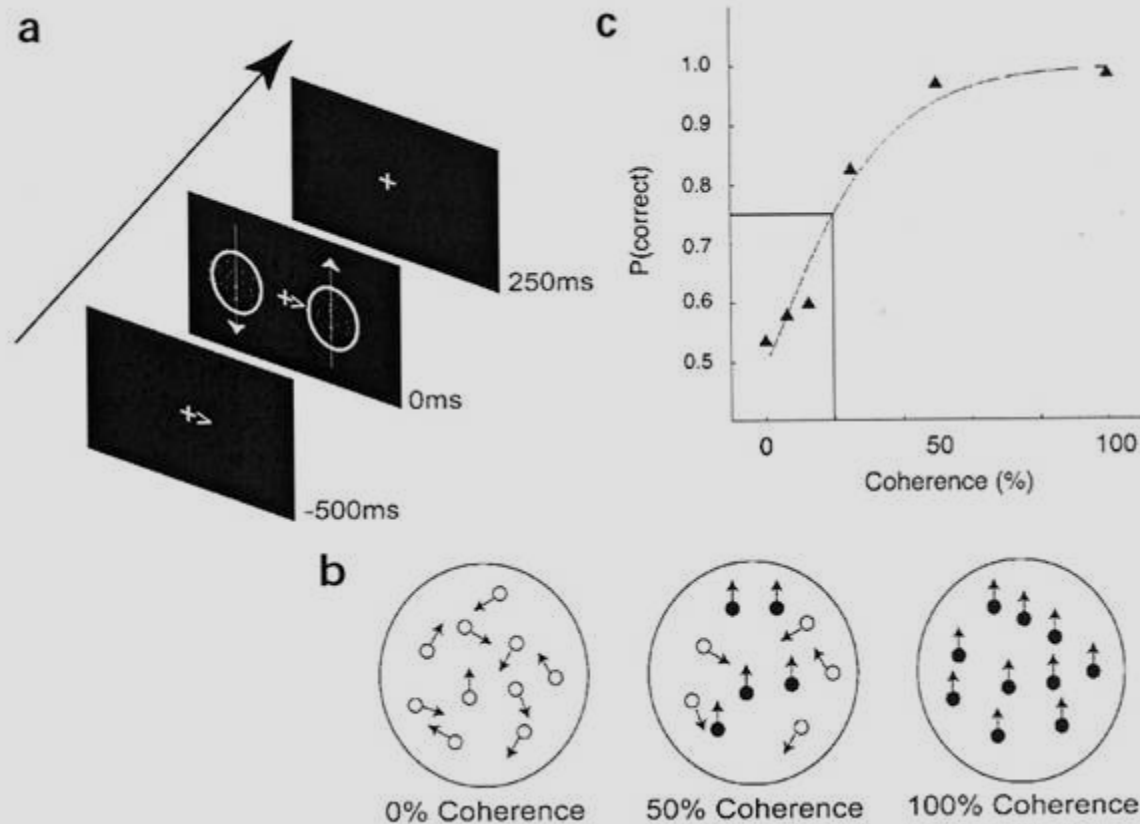 a
250ms
0ms
-500ms
c
1.0
0.9
0.8
0.7
0.6
0.5
P(correct)
0
50
100
Coherence (%)
b
0% Coherence
50% Coherence
100% Coherence